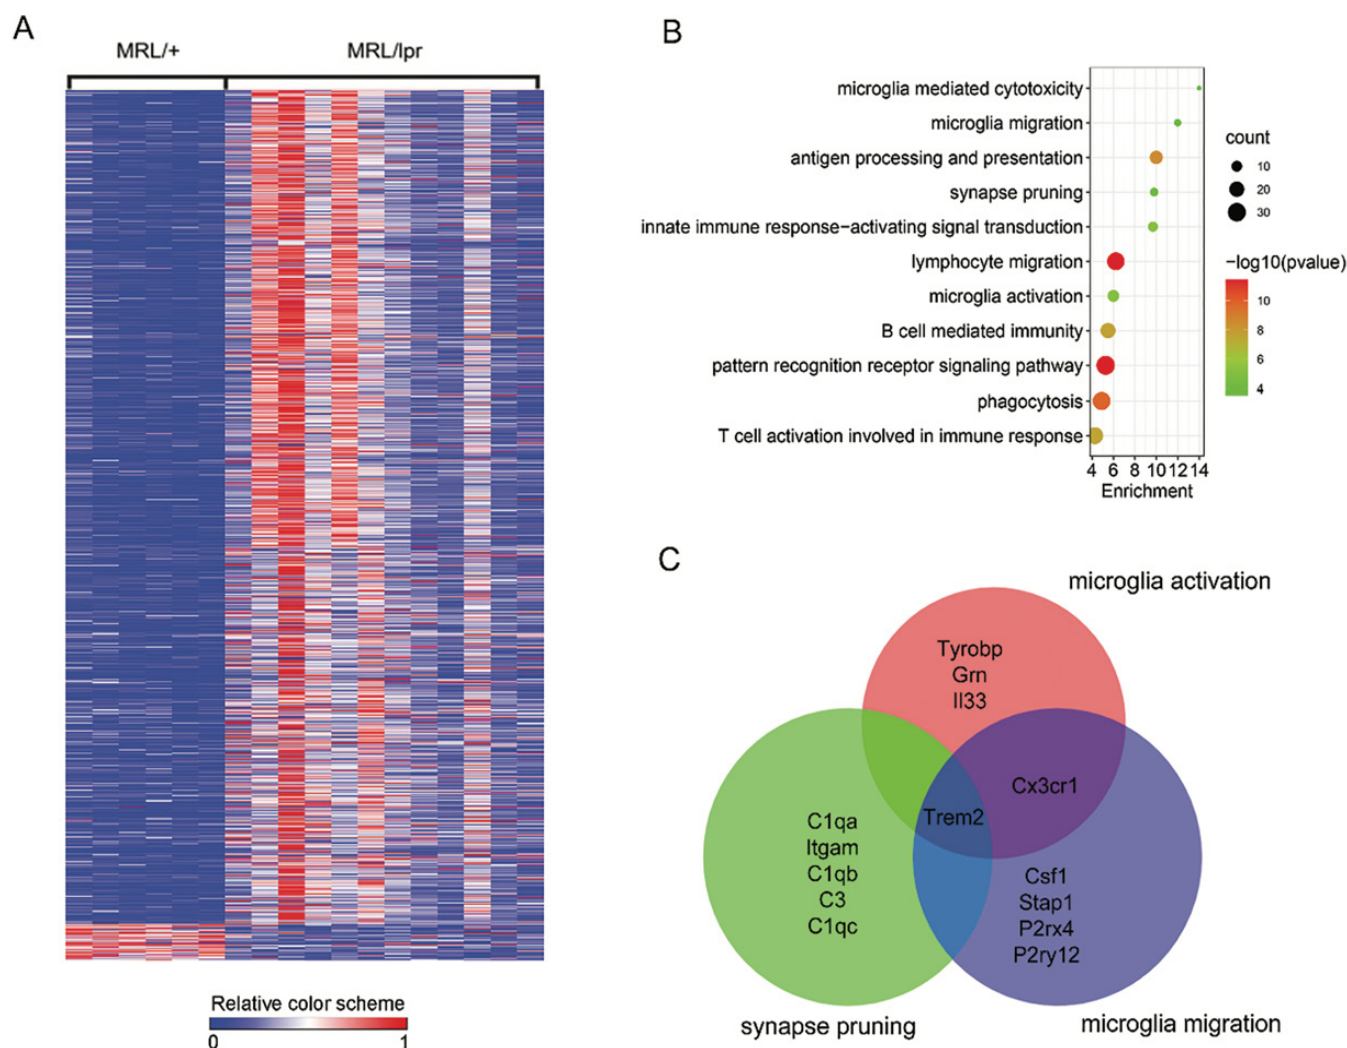 A
MRL/+
MRL/lpr
Relative color scheme
0
1
B
microglia mediated cytotoxicity
microglia migration
antigen processing and presentation
synapse pruning
innate immune response−activating signal transduction
lymphocyte migration
microglia activation
B cell mediated immunity
pattern recognition receptor signaling pathway
phagocytosis
T cell activation involved in immune response
4 6 8 10 12 14
Enrichment
count
10
20
30
−log10(pvalue)
10
8
6
4
C
microglia activation
Tyrobp
Grn
Il33
Cx3cr1
Trem2
C1qa
Itgam
C1qb
C3
C1qc
Csf1
Stap1
P2rx4
P2ry12
synapse pruning
microglia migration